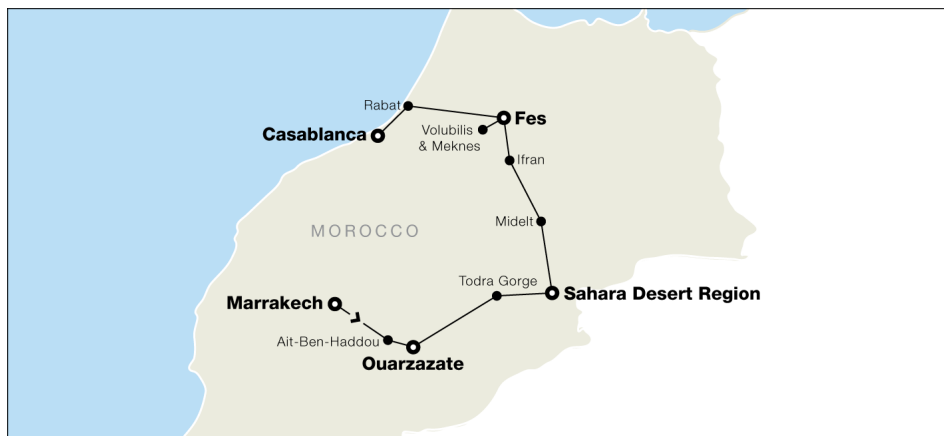 Rabat
Fes
Casablanca
Volubilis
& Meknes
Ifran
Midelt
MOROCCO
Todra Gorge
Sahara Desert Region
Marrakech
Ait-Ben-Haddou
Ouarzazate